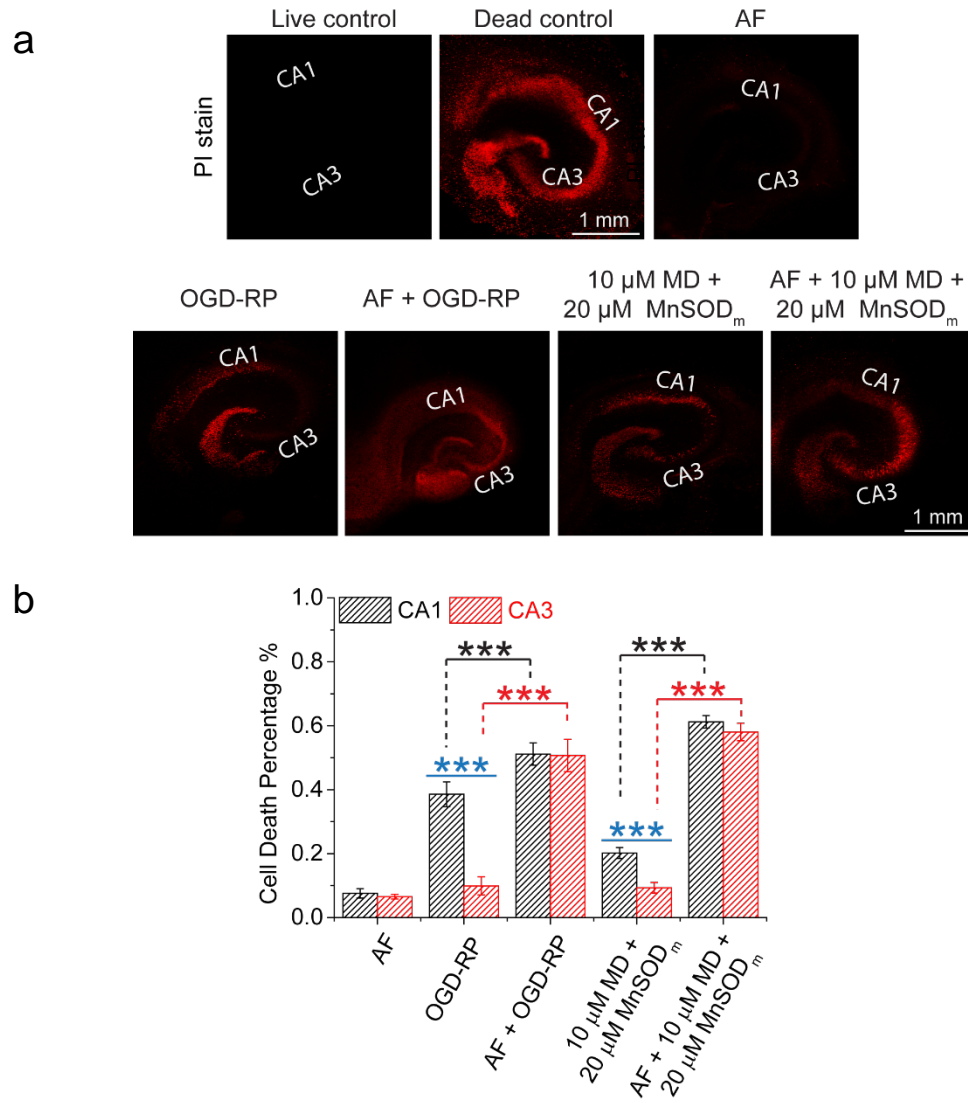 a
Live control
Dead control
AF
PI stain
CA1
CA3
CA1
CA3
1 mm
CA1
CA3
OGD-RP
AF + OGD-RP
10 µM MD +
20 µM MnSODm
AF + 10 µM MD +
20 µM MnSODm
CA1
CA3
CA1
CA3
CA1
CA3
CA1
CA3
1 mm
b
CA1
CA3
Cell Death Percentage %
1.0
0.8
0.6
0.4
0.2
0.0
***
***
***
***
***
***
AF
OGD-RP
AF + OGD-RP
10 µM MD +
20 µM MnSODm
AF + 10 µM MD +
20 µM MnSODm